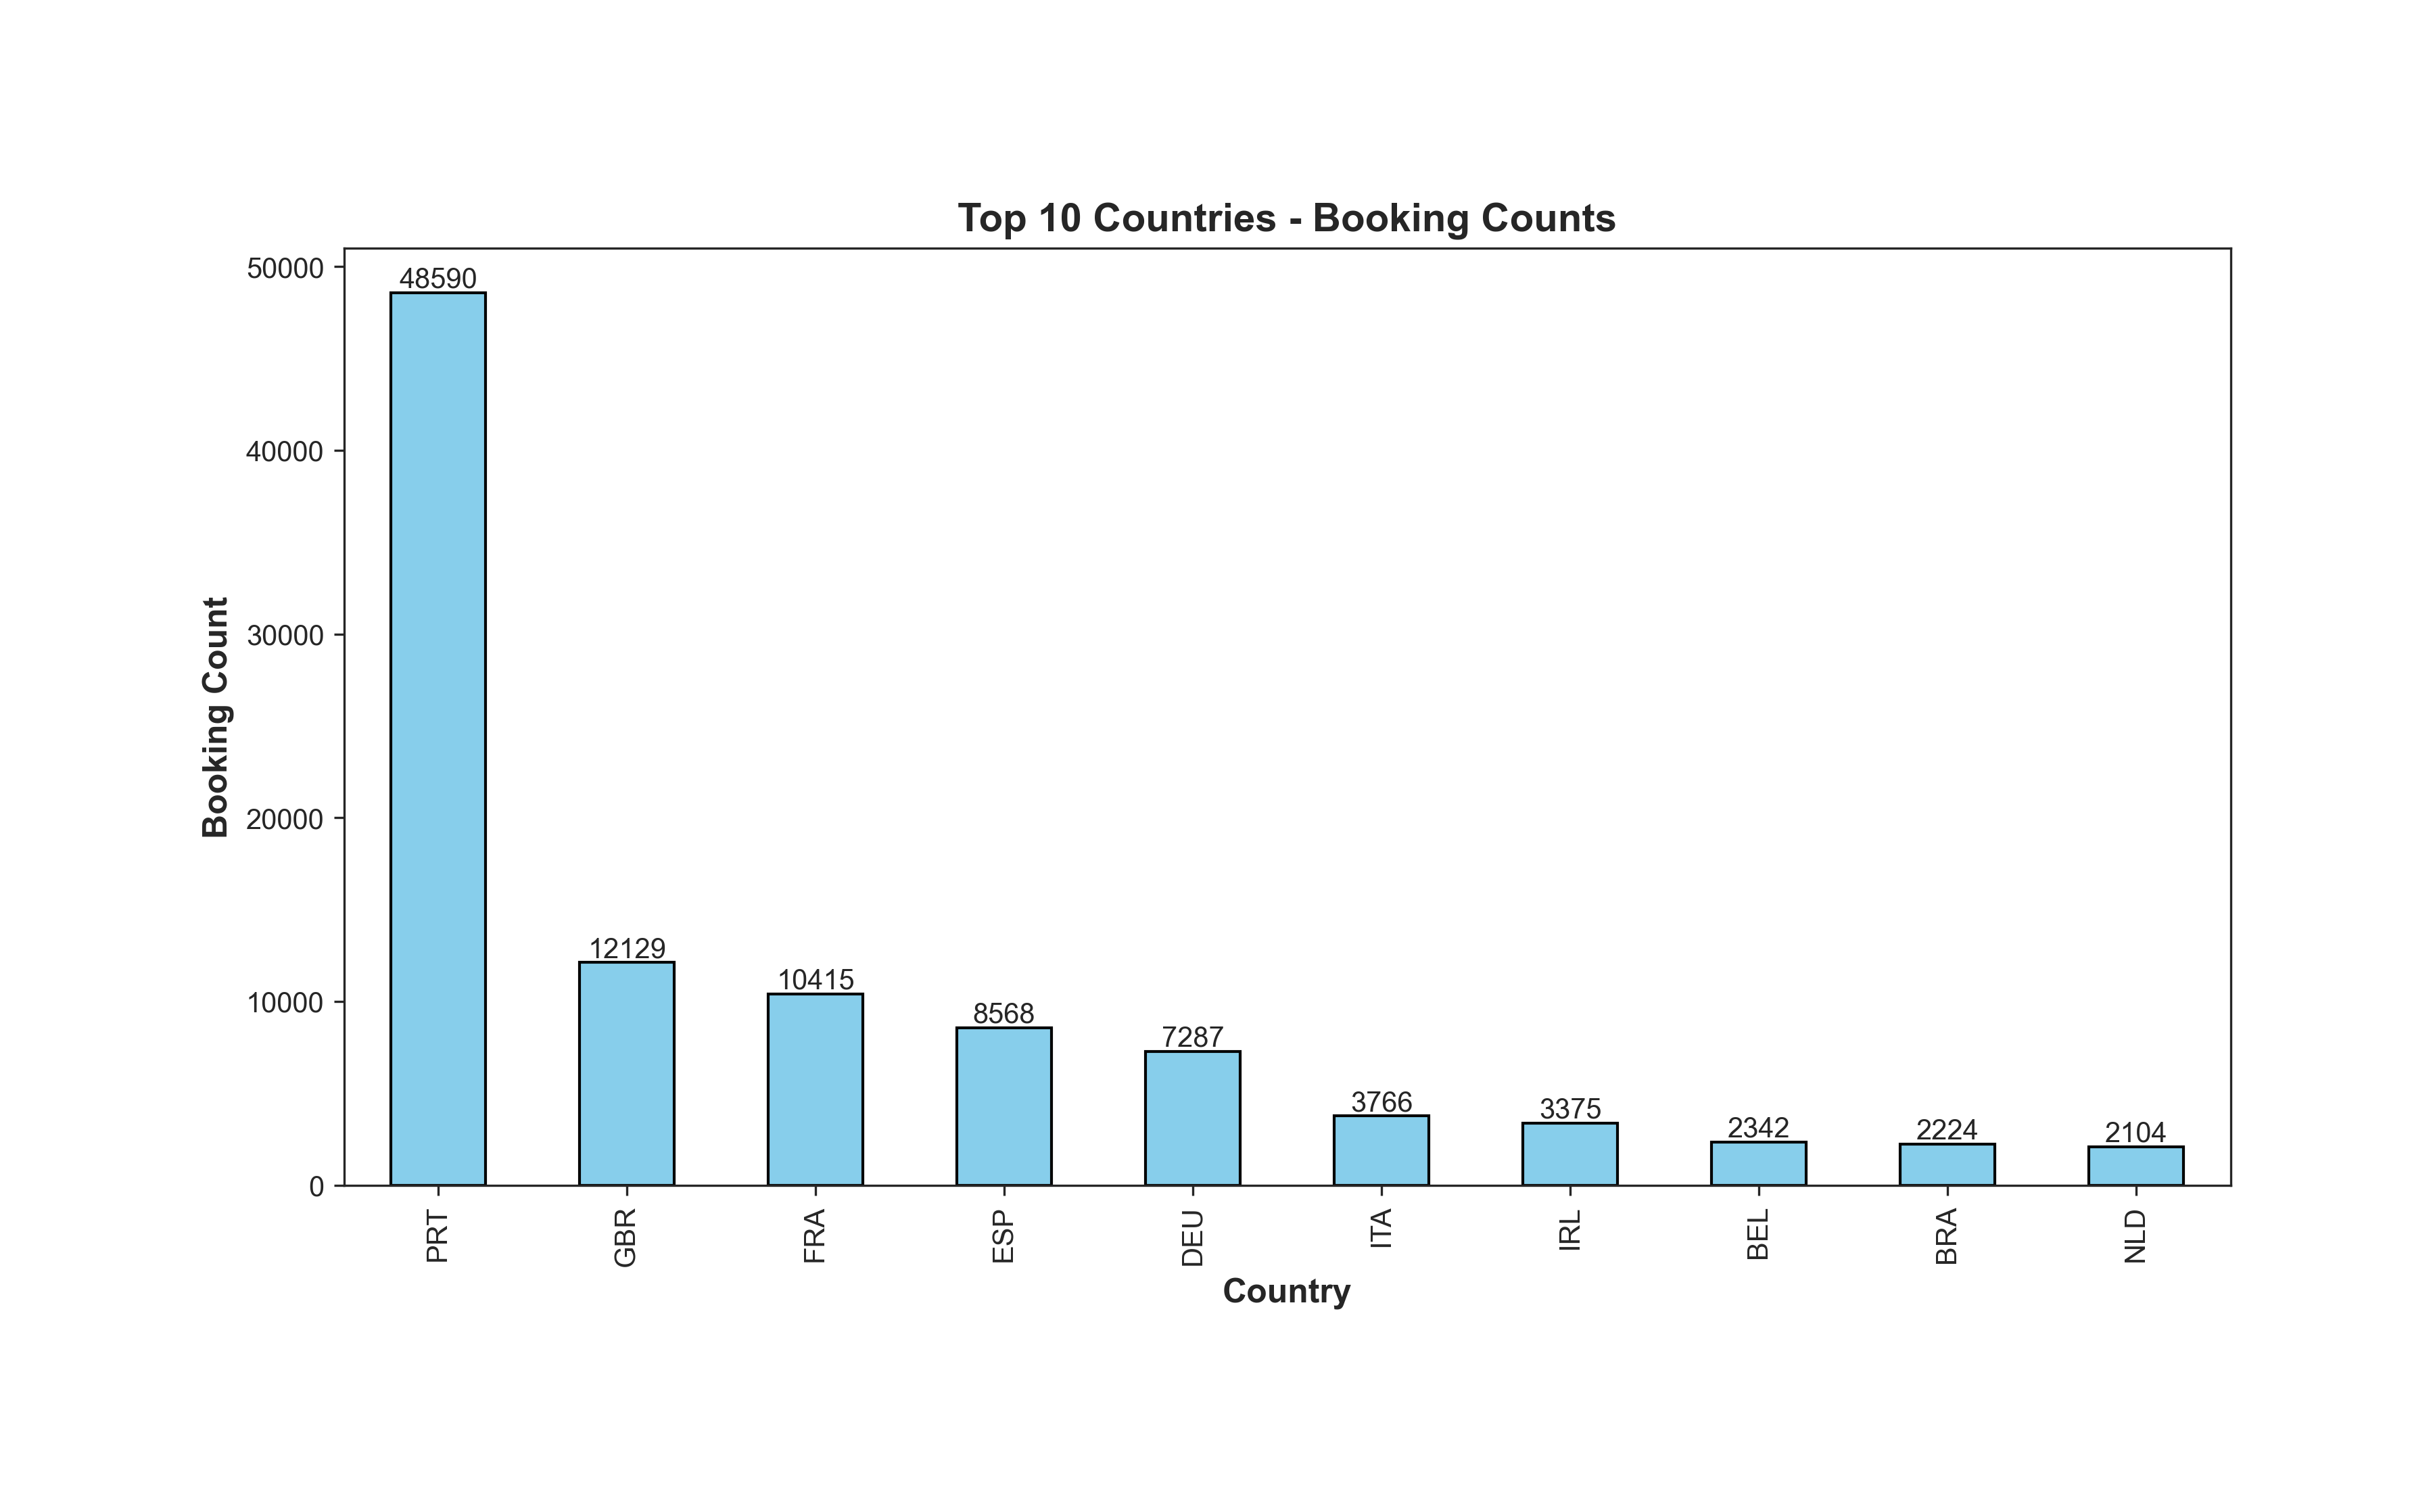 Top 10 Countries - Booking Counts
50000
40000
30000
20000
10000
0
Booking Count
48590
12129
10415
8568
7287
3766
3375
2342
2224
2104
PRT
GBR
FRA
ESP
DEU
ITA
IRL
BEL
BRA
NLD
Country